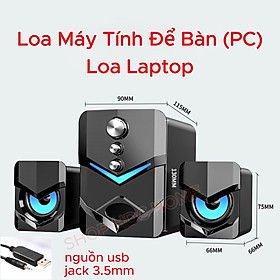 Loa Máy Tính Để Bàn (PC)
Loa Laptop
90MM
115MM
75MM
66MM
66MM
nguồn usb
jack 3.5mm